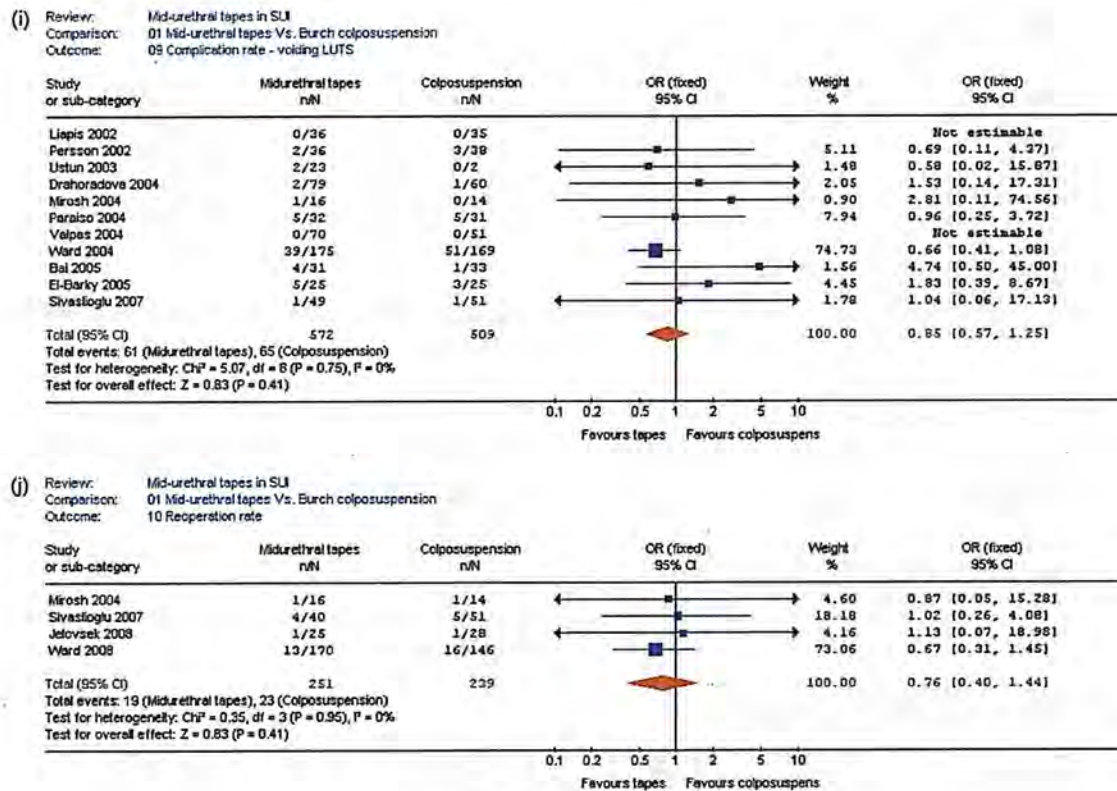 (i) Review: Mid-urethral tapes in SUI
Comparison: 01 Mid-urethral tapes Vs. Burch colposuspension
Outcome: 09 Complication rate - voiding LUTS
Study Midurethral tapes Colposuspension OR (fixed) Weight OR (fixed)
or sub-category n/N n/N 95% CI % 95% CI
Liapis 2002 0/36 0/35 Not estimable
Persson 2002 2/36 3/38 5.11 0.69 [0.11, 4.37]
Ustun 2003 2/23 0/2 1.48 0.58 [0.02, 15.87]
Drahoradova 2004 2/79 1/60 2.05 1.53 [0.14, 17.31]
Mirosh 2004 1/16 0/14 0.90 2.81 [0.11, 74.56]
Paraiso 2004 5/32 5/31 7.94 0.96 [0.25, 3.72]
Valpas 2004 0/70 0/51 Not estimable
Ward 2004 39/175 51/169 74.73 0.66 [0.41, 1.08]
Bai 2005 4/31 1/33 1.56 4.74 [0.50, 45.00]
El-Barky 2005 5/25 3/25 4.45 1.83 [0.39, 8.67]
Sivaslioglu 2007 1/49 1/51 1.78 1.04 [0.06, 17.13]
Total (95% CI) 572 509 100.00 0.85 [0.57, 1.25]
Total events: 61 (Midurethral tapes), 65 (Colposuspension)
Test for heterogeneity: Chi² = 5.07, df = 8 (P = 0.75), I² = 0%
Test for overall effect: Z = 0.83 (P = 0.41)
0.1 0.2 0.5 1 2 5 10
Favours tapes Favours colposuspens
(j) Review: Mid-urethral tapes in SUI
Comparison: 01 Mid-urethral tapes Vs. Burch colposuspension
Outcome: 10 Reoperation rate
Study Midurethral tapes Colposuspension OR (fixed) Weight OR (fixed)
or sub-category n/N n/N 95% CI % 95% CI
Mirosh 2004 1/16 1/14 4.60 0.87 [0.05, 15.28]
Sivaslioglu 2007 4/40 5/51 18.18 1.02 [0.26, 4.08]
Jelovsek 2008 1/25 1/28 4.16 1.13 [0.07, 18.98]
Ward 2008 13/170 16/146 73.06 0.67 [0.31, 1.45]
Total (95% CI) 251 239 100.00 0.76 [0.40, 1.44]
Total events: 19 (Midurethral tapes), 23 (Colposuspension)
Test for heterogeneity: Chi² = 0.35, df = 3 (P = 0.95), I² = 0%
Test for overall effect: Z = 0.83 (P = 0.41)
0.1 0.2 0.5 1 2 5 10
Favours tapes Favours colposuspens